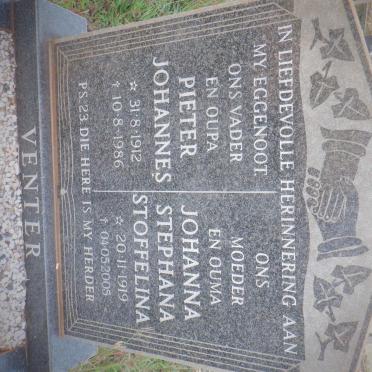 IN LIEFDEVOLLE HERINNERING AAN
MY EGGENOOT
ONS VADER
EN OUPA
PIETER
JOHANNES
☆ 31·8·1912
† 10·8·1986
ONS
MOEDER
EN OUMA
JOHANNA
STEPHANA
STOFFELINA
☆ 20·11·1919
† 04·05·2005
PS. 23. DIE HERE IS MY HERDER
VENTER